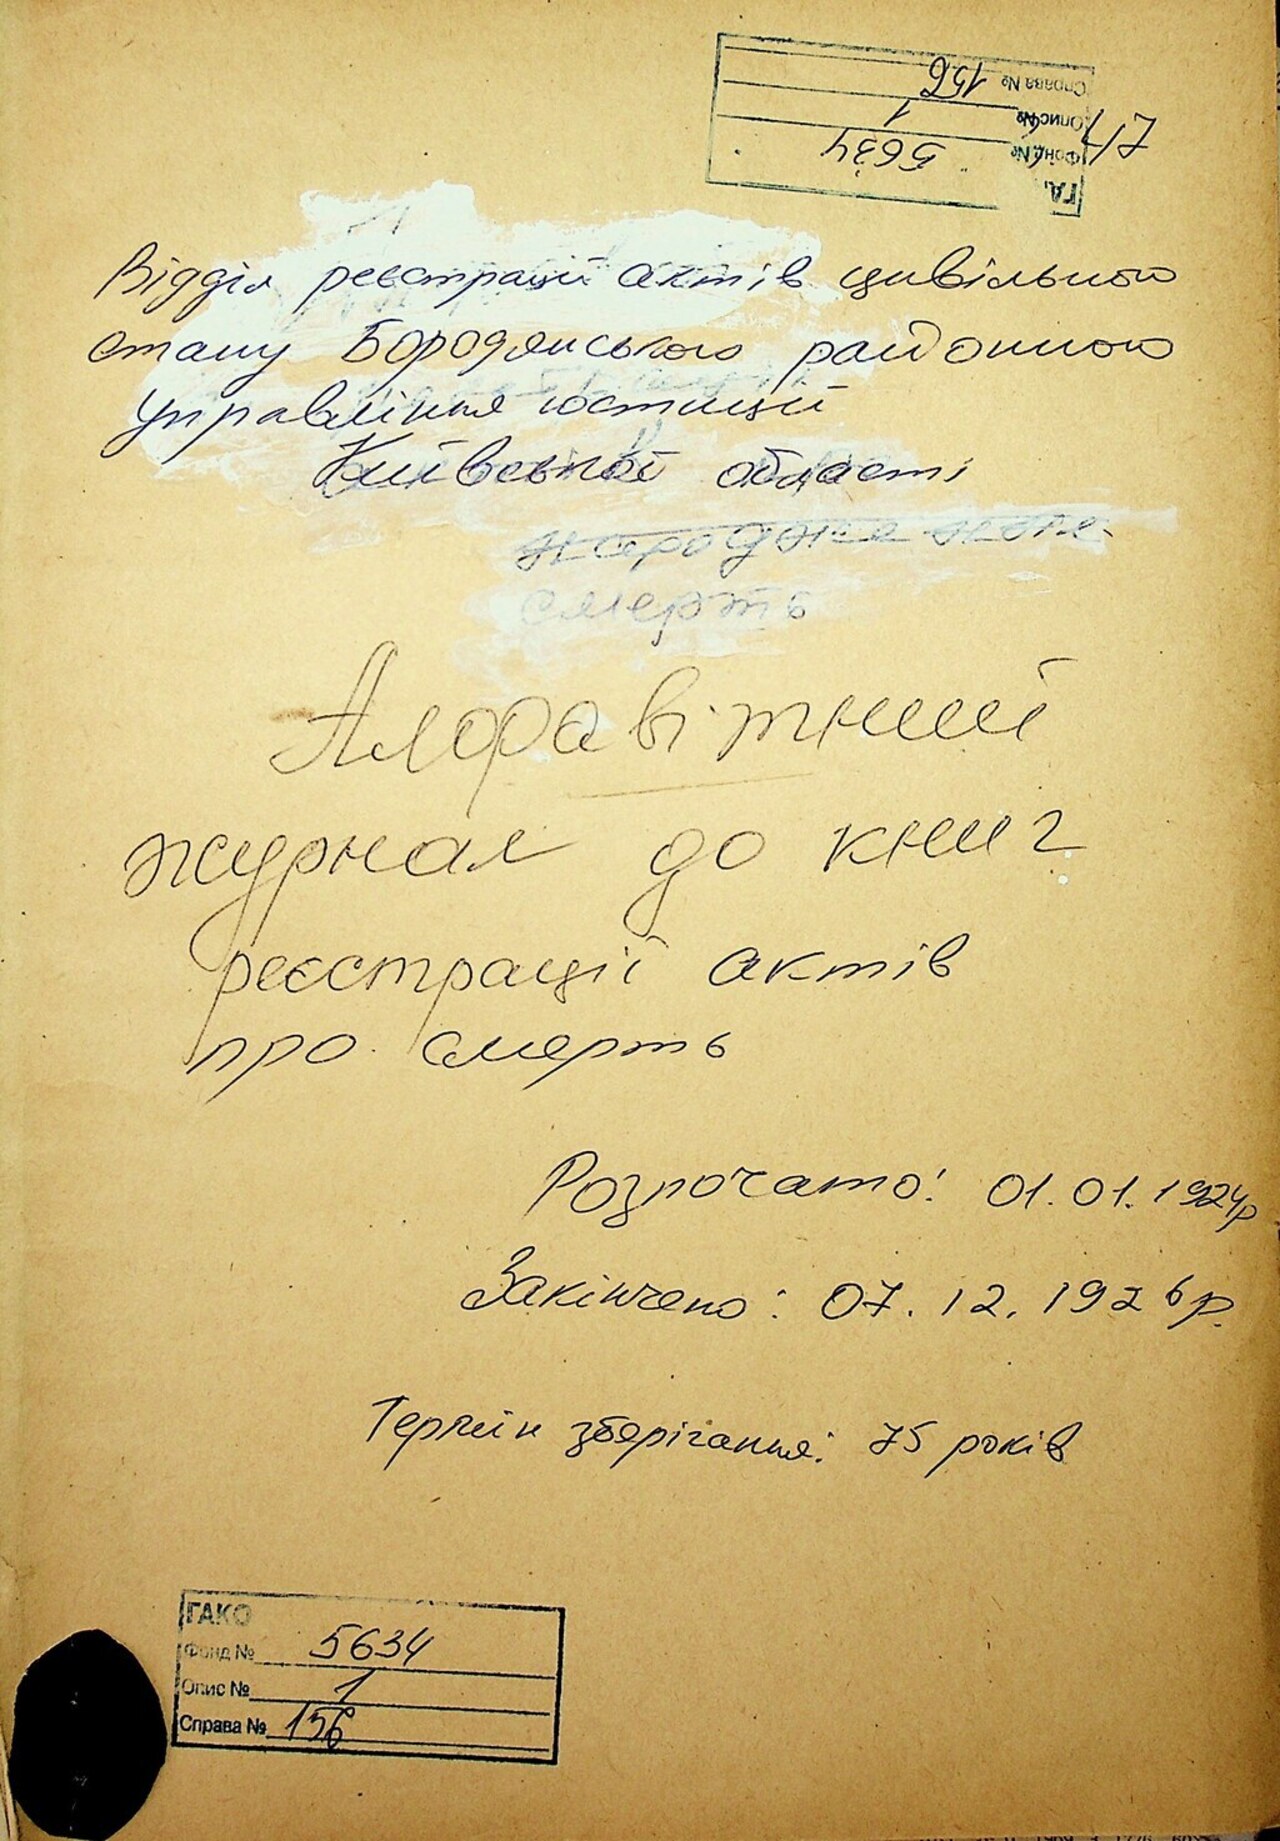 Справа № 156
Опис № 1
Фонд № 5634
ГА
Відділ реєстрації актів цивільного
стану Бородянського районного
управління юстиції
Київської області
народження
смерть
Алфавітний
журнал до книг
реєстрації актів
про смерть
Розпочато: 01.01.1924р
Закінчено: 07.12.1926р.
Термін зберігання: 75 років
ГАКО
Фонд № 5634
Опис № 1
Справа № 156